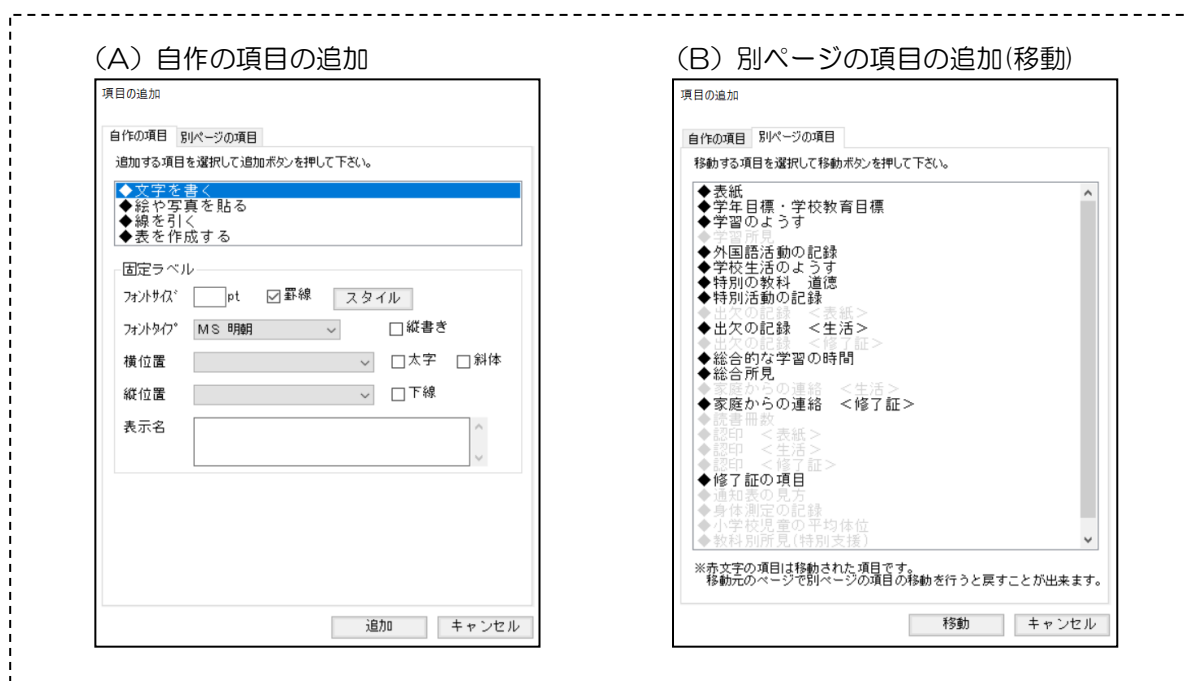 （A）自作の項目の追加
項目の追加
自作の項目 別ページの項目
追加する項目を選択して追加ボタンを押して下さい。
◆文字を書く
◆絵や写真を貼る
◆線を引く
◆表を作成する
固定ラベル
フォントサイズ pt 罫線 スタイル
フォントタイプ MS 明朝 縦書き
横位置 太字 斜体
縦位置 下線
表示名
追加 キャンセル
（B）別ページの項目の追加(移動)
項目の追加
自作の項目 別ページの項目
移動する項目を選択して移動ボタンを押して下さい。
◆表紙
◆学年目標・学校教育目標
◆学習のようす
◆学習所見
◆外国語活動の記録
◆学校生活のようす
◆特別の教科 道徳
◆特別活動の記録
◆出欠の記録 ＜表紙＞
◆出欠の記録 ＜生活＞
◆出欠の記録 ＜修了証＞
◆総合的な学習の時間
◆総合所見
◆家庭からの連絡 ＜生活＞
◆家庭からの連絡 ＜修了証＞
◆読書冊数
◆認印 ＜表紙＞
◆認印 ＜生活＞
◆認印 ＜修了証＞
◆修了証の項目
◆通知表の見方
◆身体測定の記録
◆小学校児童の平均体位
◆教科別所見(特別支援)
※赤文字の項目は移動された項目です。
移動元のページで別ページの項目の移動を行うと戻すことが出来ます。
移動 キャンセル